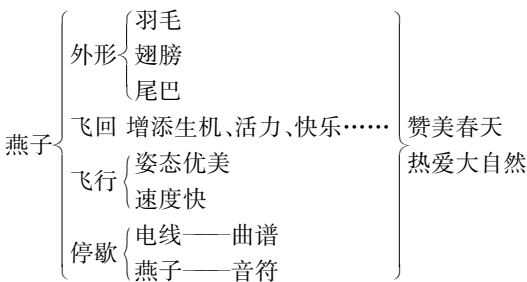 燕子
外形
羽毛
翅膀
尾巴
飞回 增添生机、活力、快乐……
飞行
姿态优美
速度快
停歇
电线——曲谱
燕子——音符
赞美春天
热爱大自然